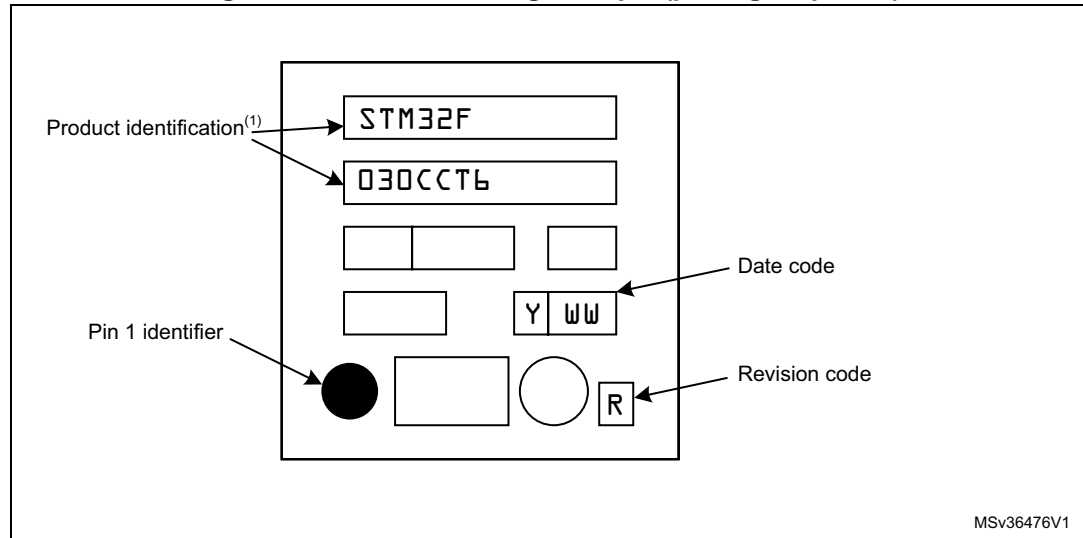 STM32F
Product identification(1)
030CCT6
Date code
Y WW
Pin 1 identifier
Revision code
R
MSv36476V1